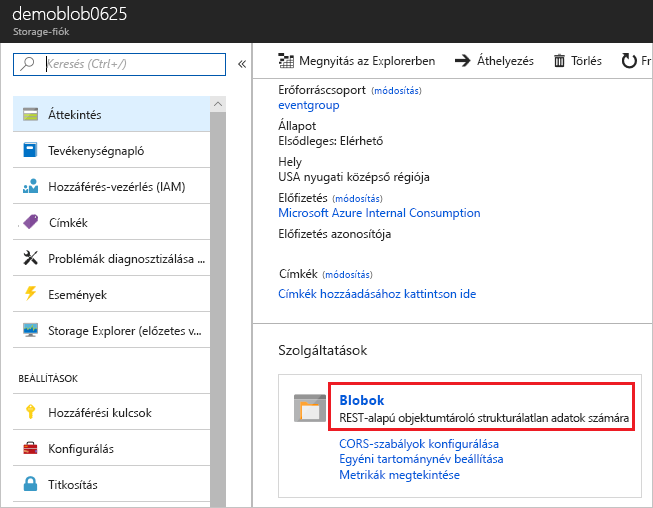 demoblob0625
Storage-fiók
Keresés (Ctrl+/)
«
Áttekintés
Tevékenységnapló
Hozzáférés-vezérlés (IAM)
Címkék
Problémák diagnosztizálása ...
Események
Storage Explorer (előzetes v...
BEÁLLÍTÁSOK
Hozzáférési kulcsok
Konfigurálás
Titkosítás
Megnyitás az Explorerben Áthelyezés Törlés Fr
Erőforráscsoport (módosítás)
eventgroup
Állapot
Elsődleges: Elérhető
Hely
USA nyugati középső régiója
Előfizetés (módosítás)
Microsoft Azure Internal Consumption
Előfizetés azonosítója
Címkék (módosítás)
Címkék hozzáadásához kattintson ide
Szolgáltatások
Blobok
REST-alapú objektumtároló strukturálatlan adatok számára
CORS-szabályok konfigurálása
Egyéni tartománynév beállítása
Metrikák megtekintése